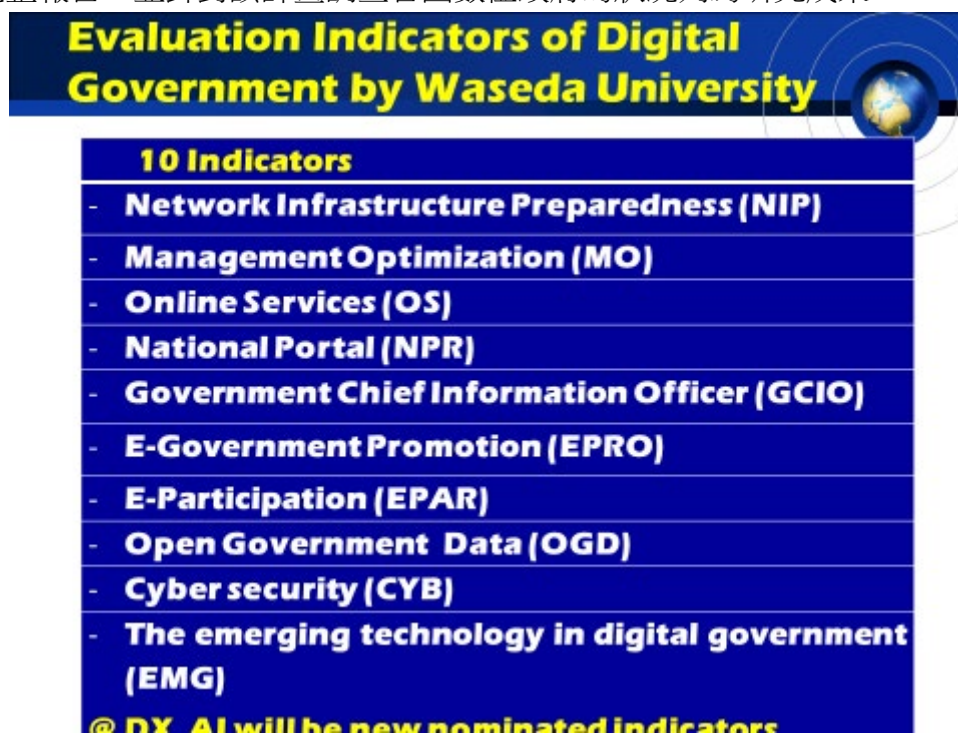 Evaluation Indicators of Digital
Government by Waseda University
10 Indicators
- Network Infrastructure Preparedness (NIP)
- Management Optimization (MO)
- Online Services (OS)
- National Portal (NPR)
- Government Chief Information Officer (GCIO)
- E-Government Promotion (EPRO)
- E-Participation (EPAR)
- Open Government Data (OGD)
- Cyber security (CYB)
- The emerging technology in digital government
(EMG)
@ DX, AI will be new nominated indicators